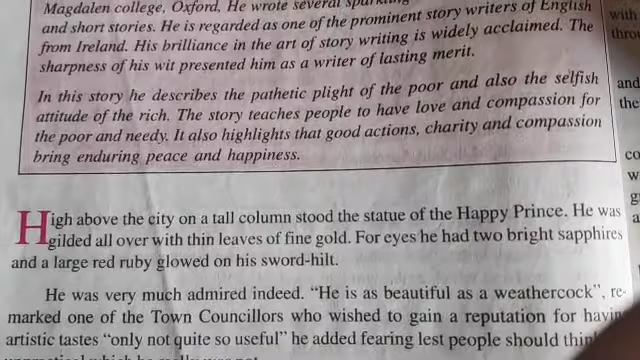 Magdalen college, Oxford, He wrote several
and short stories. He is regarded as one of the prominent story writers of English
from Ireland. His brilliance in the art of story writing is widely acclaimed. The
sharpness of his wit presented him as a writer of lasting merit.
In this story he describes the pathetic plight of the poor and also the selfish
attitude of the rich. The story teaches people to have love and compassion for
the poor and needy. It also highlights that good actions, charity and compassion
bring enduring peace and happiness.
High above the city on a tall column stood the statue of the Happy Prince. He was
gilded all over with thin leaves of fine gold. For eyes he had two bright sapphires
and a large red ruby glowed on his sword-hilt.
He was very much admired indeed. “He is as beautiful as a weathercock”, re-
marked one of the Town Councillors who wished to gain a reputation for
artistic tastes “only not quite so useful” he added fearing lest people should
with
and
the